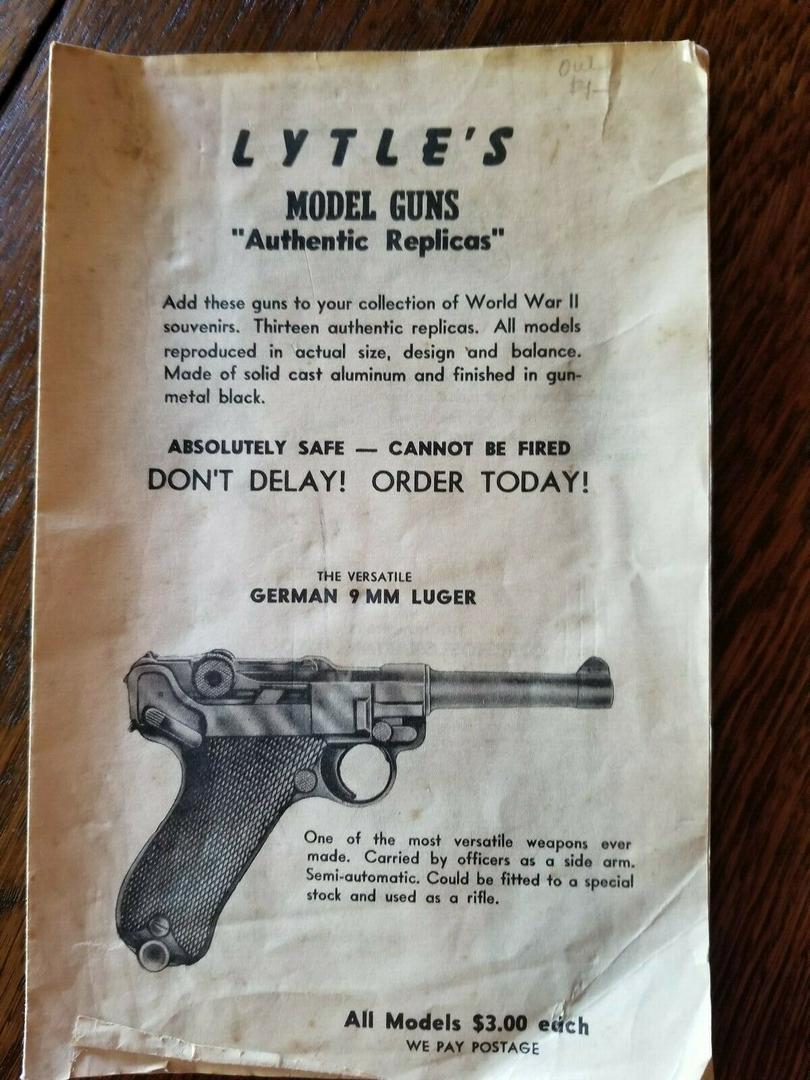 LYTLE'S
MODEL GUNS
"Authentic Replicas"
Add these guns to your collection of World War II
souvenirs. Thirteen authentic replicas. All models
reproduced in actual size, design and balance.
Made of solid cast aluminum and finished in gun-
metal black.
ABSOLUTELY SAFE — CANNOT BE FIRED
DON'T DELAY! ORDER TODAY!
THE VERSATILE
GERMAN 9 MM LUGER
One of the most versatile weapons ever
made. Carried by officers as a side arm.
Semi-automatic. Could be fitted to a special
stock and used as a rifle.
All Models $3.00 each
WE PAY POSTAGE